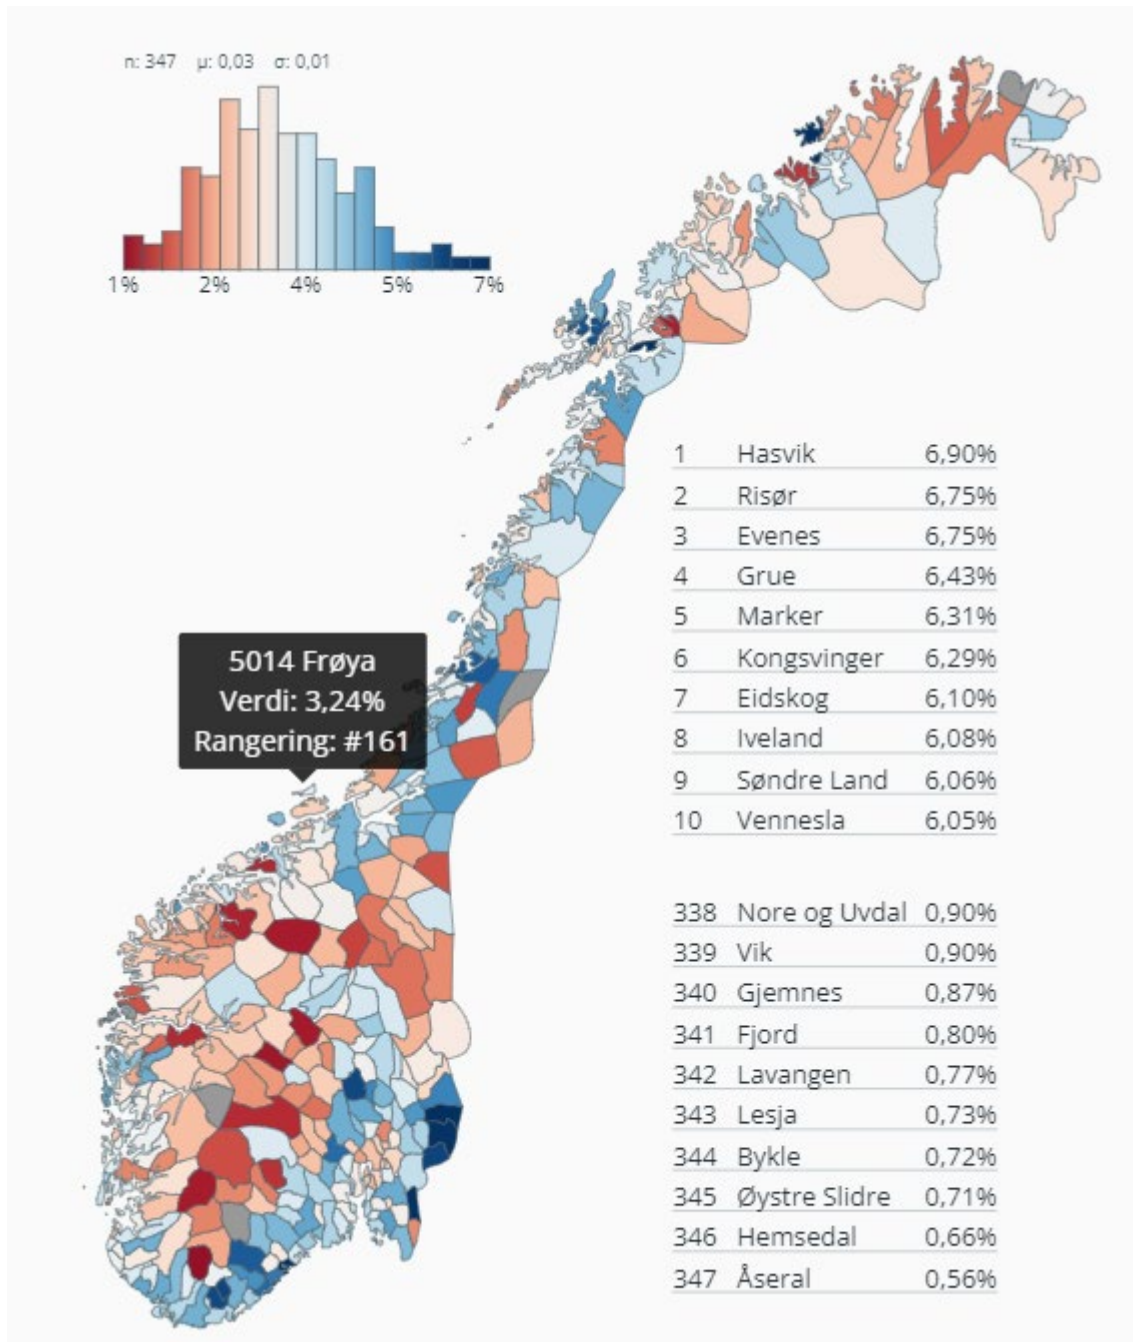 n: 347 μ: 0,03 σ: 0,01
1% 2% 4% 5% 7%
5014 Frøya
Verdi: 3,24%
Rangering: #161
1 Hasvik 6,90%
2 Risør 6,75%
3 Evenes 6,75%
4 Grue 6,43%
5 Marker 6,31%
6 Kongsvinger 6,29%
7 Eidskog 6,10%
8 Iveland 6,08%
9 Søndre Land 6,06%
10 Vennesla 6,05%
338 Nore og Uvdal 0,90%
339 Vik 0,90%
340 Gjemnes 0,87%
341 Fjord 0,80%
342 Lavangen 0,77%
343 Lesja 0,73%
344 Bykle 0,72%
345 Øystre Slidre 0,71%
346 Hemsedal 0,66%
347 Åseral 0,56%